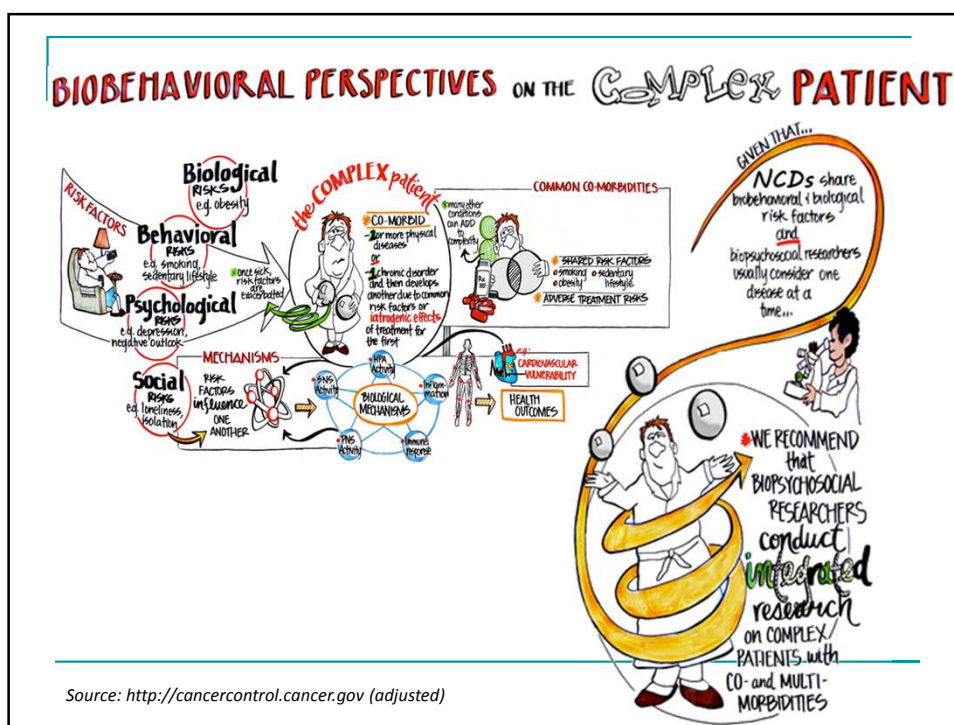 BIOBEHAVIORAL PERSPECTIVES ON THE COMPLEX PATIENT
RISK FACTORS
Biological
RISKS
e.g. obesity
Behavioral
RISKS
e.g. smoking,
sedentary lifestyle
Psychological
RISKS
e.g. depression,
negative outlook
Social
RISKS
e.g. loneliness,
isolation
once sick,
risk factors
are
exacerbated
the COMPLEX patient
CO-MORBID
-2 or more physical
diseases
or
-1 chronic disorder
and then develops
another due to common
risk factors or
iatrogenic effects
of treatment for
the first
COMMON CO-MORBIDITIES
many other
conditions
can ADD
to
complexity
SHARED RISK FACTORS
smoking
sedentary
lifestyle
obesity
ADVERSE TREATMENT RISKS
MECHANISMS
RISK
FACTORS
influence
ONE
ANOTHER
HPA
Activity
SNS
Activity
Inflam-
mation
BIOLOGICAL
MECHANISMS
PNS
Activity
Immune
response
eg:
CARDIOVASCULAR
VULNERABILITY
HEALTH
OUTCOMES
GIVEN THAT...
NCDs share
biobehavioral & biological
risk factors
and
biopsychosocial researchers
usually consider one
disease at a
time...
WE RECOMMEND
that
BIOPSYCHOSOCIAL
RESEARCHERS
conduct
integrated
research
ON COMPLEX
PATIENTS with
CO- and MULTI-
MORBIDITIES
Source: http://cancercontrol.cancer.gov (adjusted)